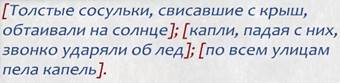 [Толстые сосульки, свисавшие с крыш,
обтаивали на солнце]; [капли, падая с них,
звонко ударяли об лед]; [по всем улицам
пела капель].